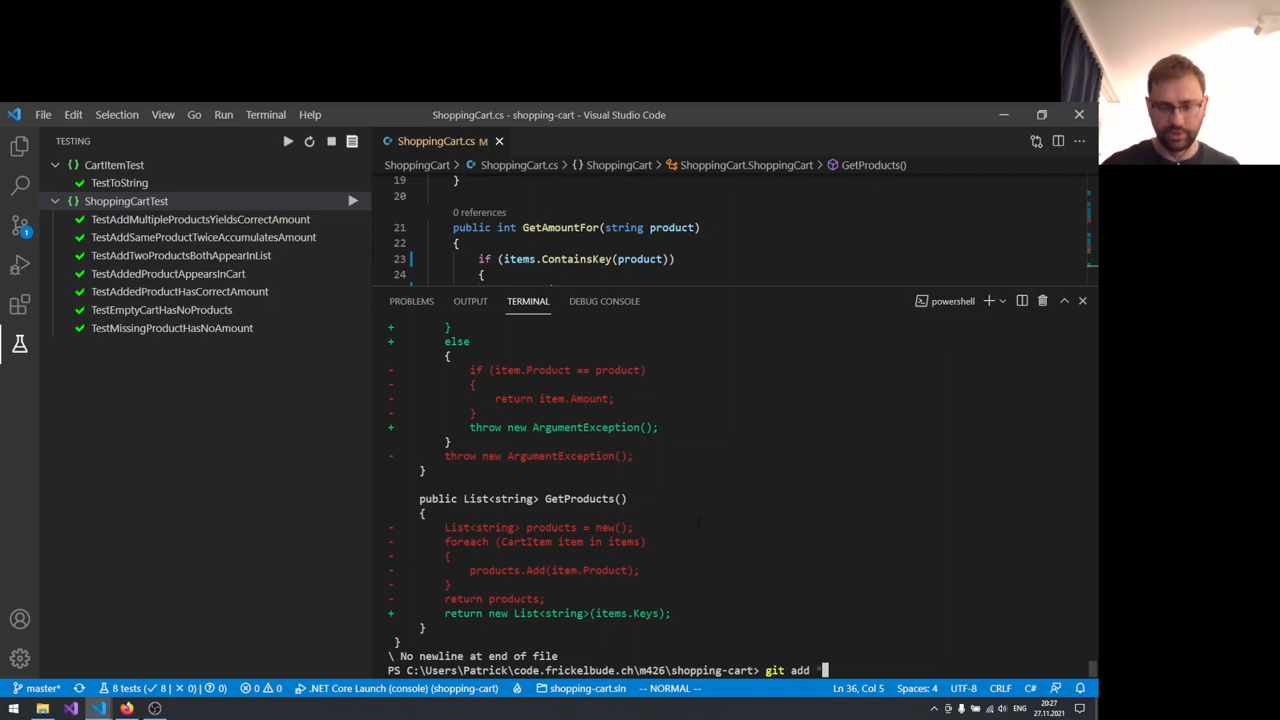 File Edit Selection View Go Run Terminal Help
ShoppingCart.cs - shopping-cart - Visual Studio Code
TESTING
ShoppingCart.cs M
CartItemTest
ShoppingCart > ShoppingCart.cs > {} ShoppingCart > ShoppingCart.ShoppingCart > GetProducts()
TestToString
19 }
20
ShoppingCartTest
0 references
TestAddMultipleProductsYieldsCorrectAmount
21 public int GetAmountFor(string product)
TestAddSameProductTwiceAccumulatesAmount
22 {
TestAddTwoProductsBothAppearInList
23 if (items.ContainsKey(product))
TestAddedProductAppearsInCart
24 {
TestAddedProductHasCorrectAmount
TestEmptyCartHasNoProducts
TestMissingProductHasNoAmount
PROBLEMS OUTPUT TERMINAL DEBUG CONSOLE
powershell
+ }
+ else
{
- if (item.Product == product)
- {
- return item.Amount;
- }
+ throw new ArgumentException();
}
- throw new ArgumentException();
}
public List<string> GetProducts()
{
- List<string> products = new();
- foreach (CartItem item in items)
- {
- products.Add(item.Product);
- }
- return products;
+ return new List<string>(items.Keys);
}
}
\ No newline at end of file
PS C:\Users\Patrick\code.frickelbude.ch\m426\shopping-cart> git add
1
master* 8 tests (✓ 8 | × 0)| ? 0) 0 0 .NET Core Launch (console) (shopping-cart) shopping-cart.sln -- NORMAL -- Ln 36, Col 5 Spaces: 4 UTF-8 CRLF C#
ENG 20:27
27.11.2021